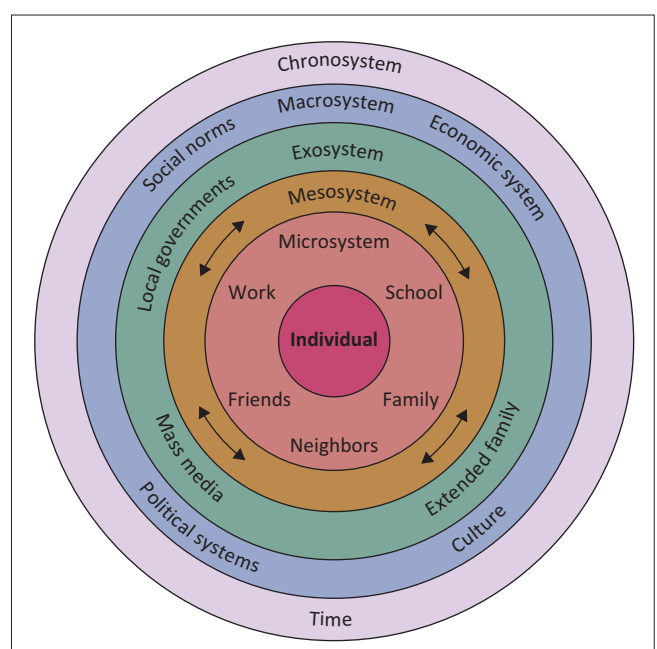 Chronosystem
Macrosystem
Social norms
Economic system
Exosystem
Local governments
Mesosystem
Microsystem
Work
School
Individual
Friends
Family
Neighbors
Mass media
Extended family
Political systems
Culture
Time